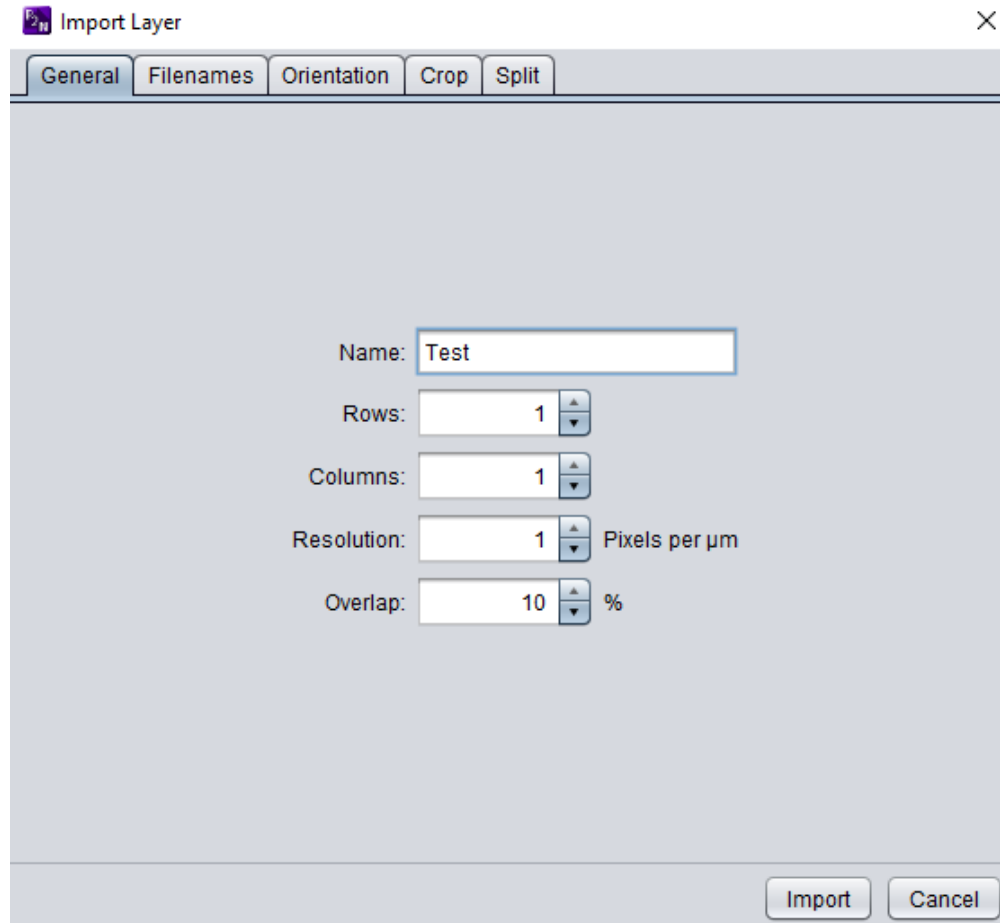 Import Layer
General Filenames Orientation Crop Split
Name: Test
Rows: 1
Columns: 1
Resolution: 1 Pixels per µm
Overlap: 10 %
Import Cancel